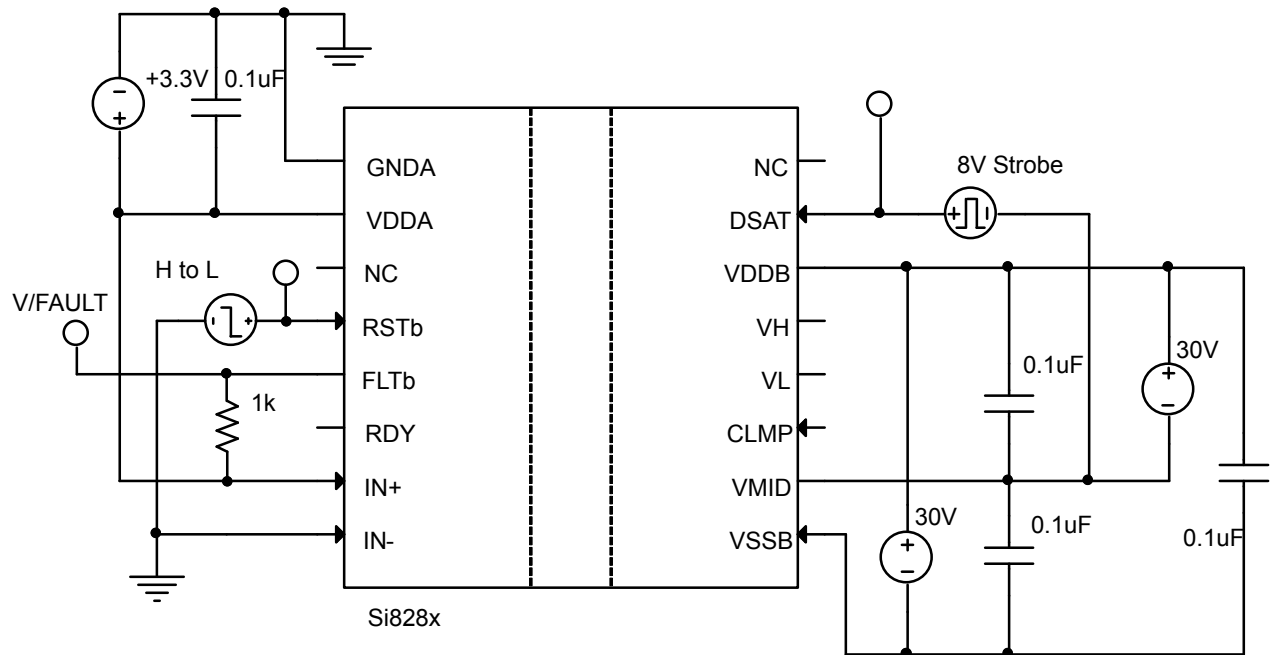 +3.3V
0.1uF
GNDA
VDDA
NC
H to L
RSTb
V/FAULT
FLTb
1k
RDY
IN+
IN-
Si828x
NC
8V Strobe
DSAT
VDDB
VH
VL
CLMP
VMID
VSSB
0.1uF
30V
30V
0.1uF
0.1uF